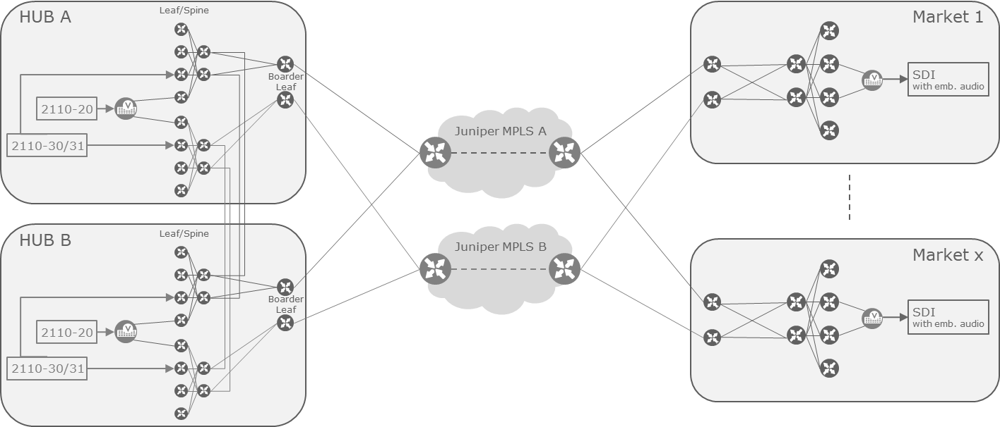 HUB A
Leaf/Spine
Boarder
Leaf
2110-20
V
2110-30/31
HUB B
Leaf/Spine
Boarder
Leaf
2110-20
V
2110-30/31
Juniper MPLS A
Juniper MPLS B
Market 1
V
SDI
with emb. audio
Market x
V
SDI
with emb. audio